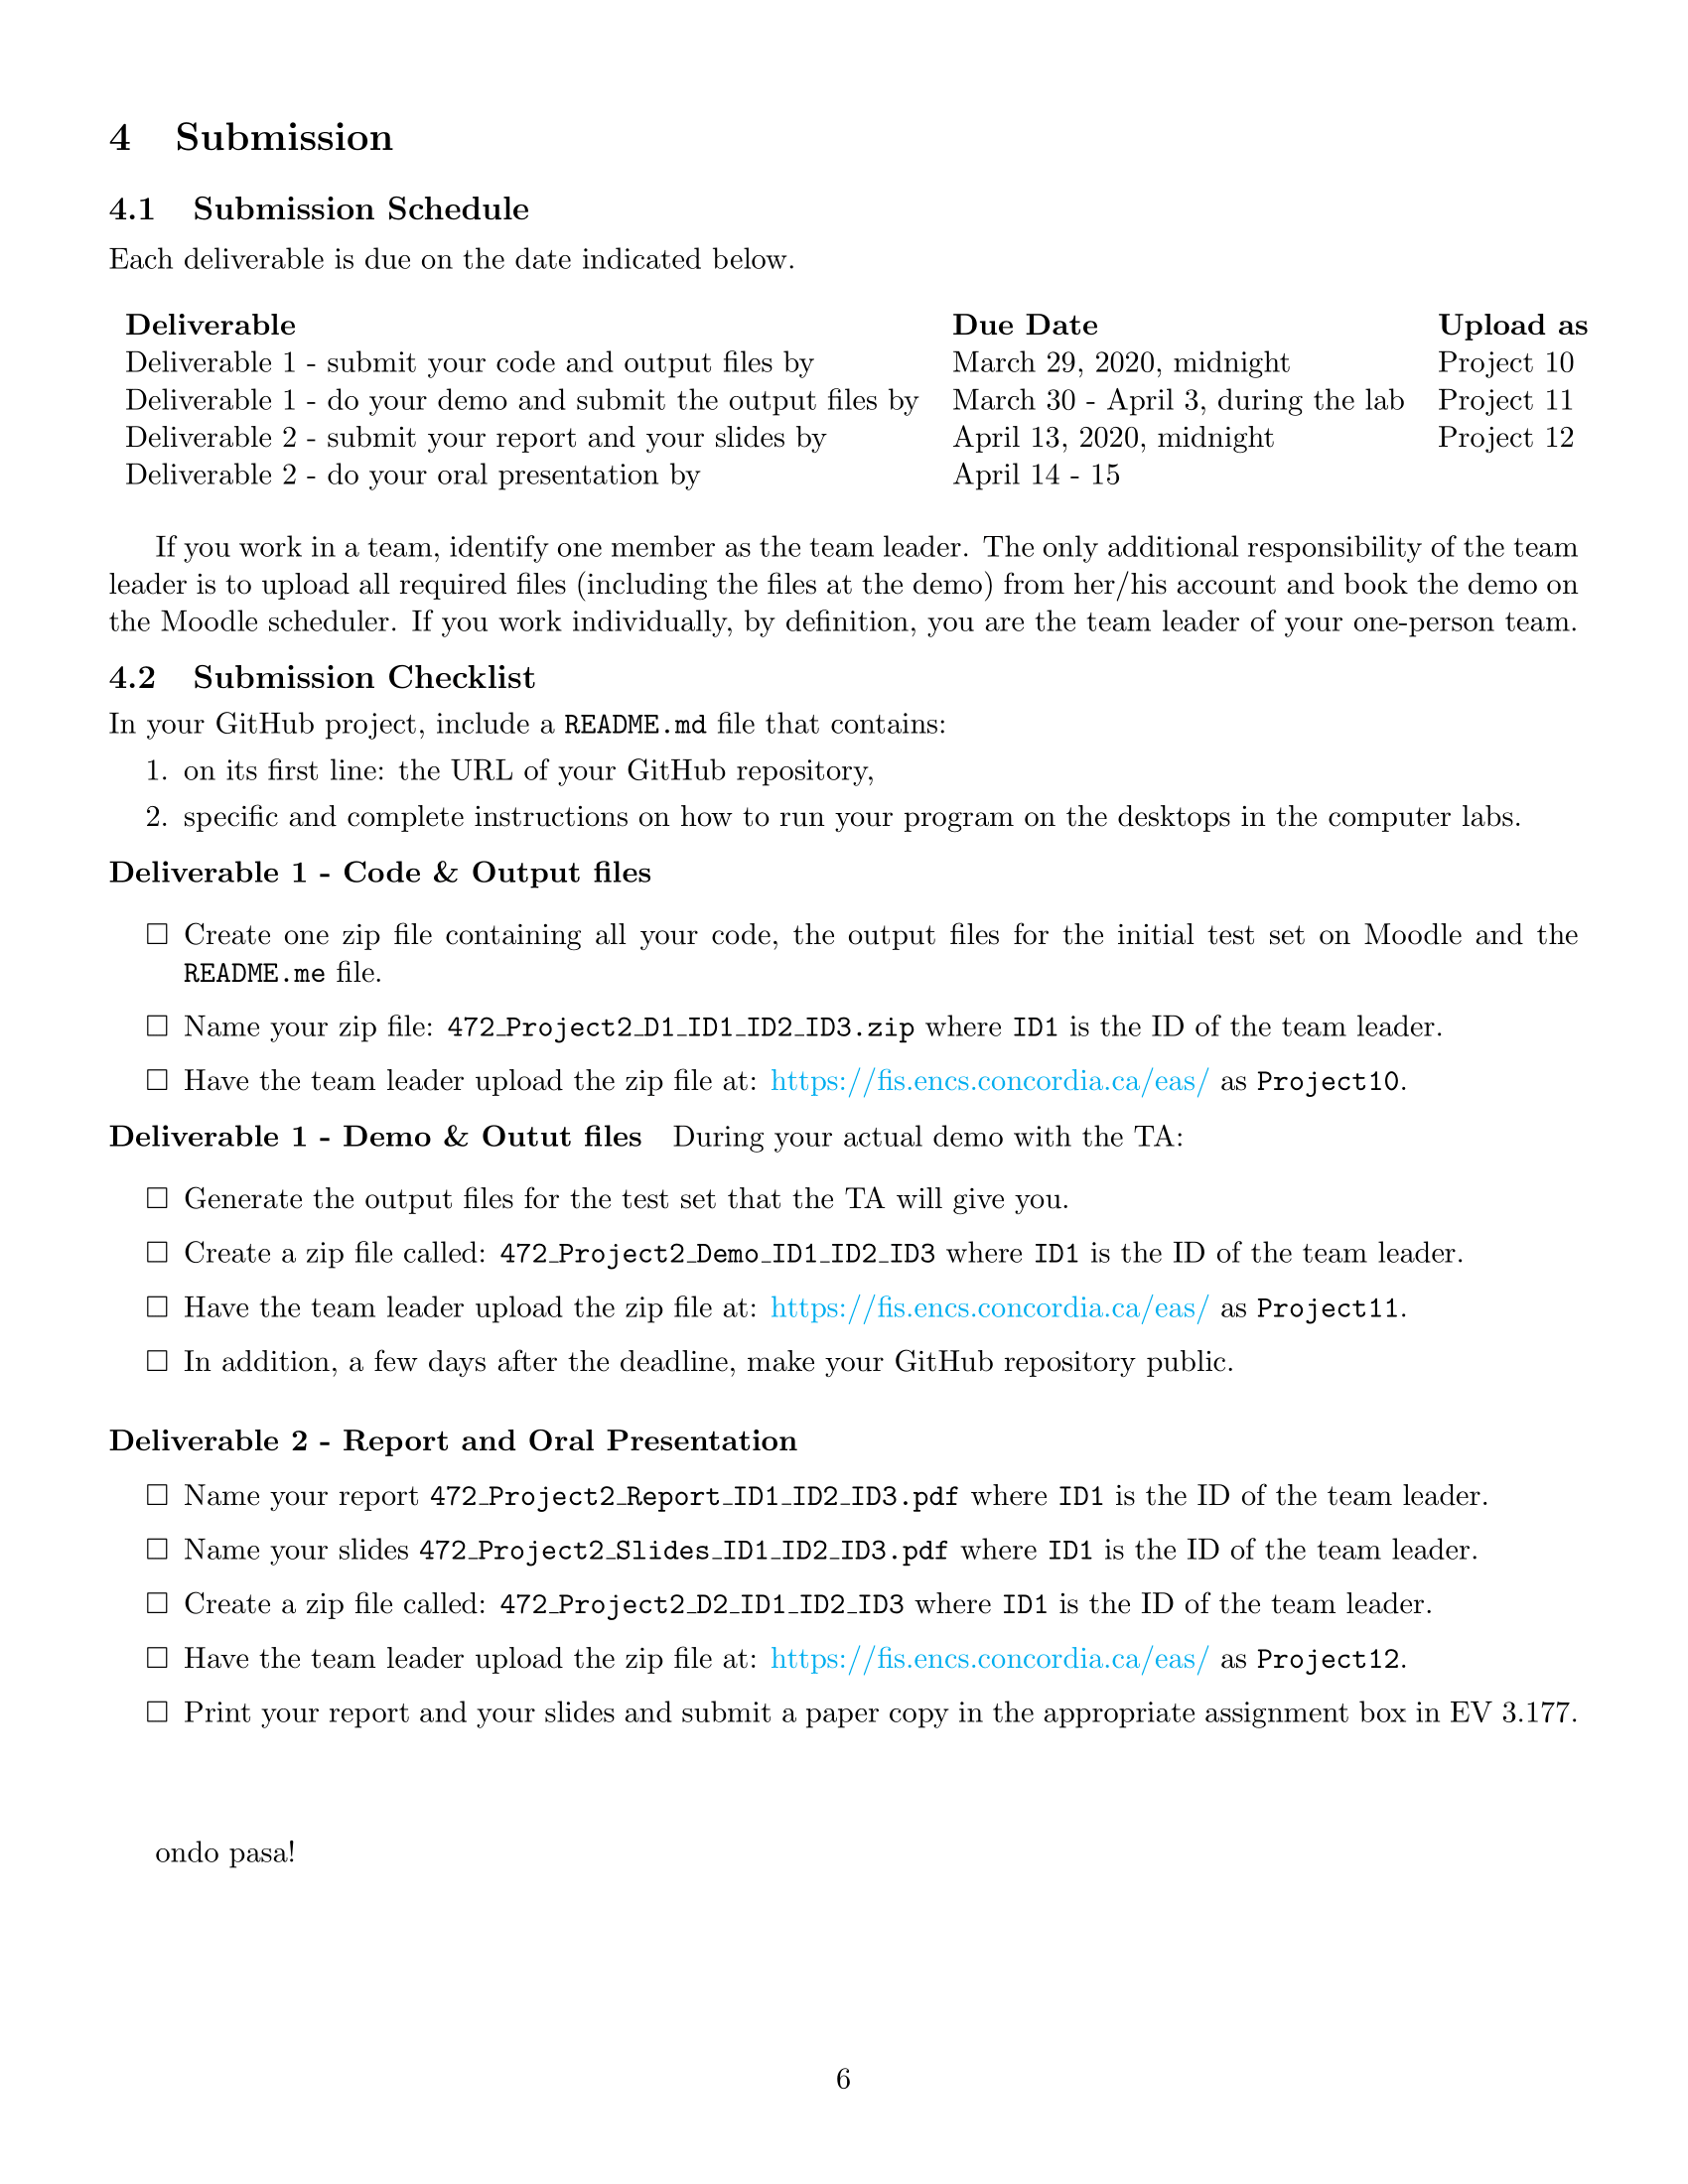 4 Submission
4.1 Submission Schedule
Each deliverable is due on the date indicated below.
Deliverable Due Date Upload as
Deliverable 1 - submit your code and output files by March 29, 2020, midnight Project 10
Deliverable 1 - do your demo and submit the output files by March 30 - April 3, during the lab Project 11
Deliverable 2 - submit your report and your slides by April 13, 2020, midnight Project 12
Deliverable 2 - do your oral presentation by April 14 - 15
If you work in a team, identify one member as the team leader. The only additional responsibility of the team
leader is to upload all required files (including the files at the demo) from her/his account and book the demo on
the Moodle scheduler. If you work individually, by definition, you are the team leader of your one-person team.
4.2 Submission Checklist
In your GitHub project, include a README.md file that contains:
1. on its first line: the URL of your GitHub repository,
2. specific and complete instructions on how to run your program on the desktops in the computer labs.
Deliverable 1 - Code & Output files
□ Create one zip file containing all your code, the output files for the initial test set on Moodle and the
README.me file.
□ Name your zip file: 472_Project2_D1_ID1_ID2_ID3.zip where ID1 is the ID of the team leader.
□ Have the team leader upload the zip file at: https://fis.encs.concordia.ca/eas/ as Project10.
Deliverable 1 - Demo & Outut files During your actual demo with the TA:
□ Generate the output files for the test set that the TA will give you.
□ Create a zip file called: 472_Project2_Demo_ID1_ID2_ID3 where ID1 is the ID of the team leader.
□ Have the team leader upload the zip file at: https://fis.encs.concordia.ca/eas/ as Project11.
□ In addition, a few days after the deadline, make your GitHub repository public.
Deliverable 2 - Report and Oral Presentation
□ Name your report 472_Project2_Report_ID1_ID2_ID3.pdf where ID1 is the ID of the team leader.
□ Name your slides 472_Project2_Slides_ID1_ID2_ID3.pdf where ID1 is the ID of the team leader.
□ Create a zip file called: 472_Project2_D2_ID1_ID2_ID3 where ID1 is the ID of the team leader.
□ Have the team leader upload the zip file at: https://fis.encs.concordia.ca/eas/ as Project12.
□ Print your report and your slides and submit a paper copy in the appropriate assignment box in EV 3.177.
ondo pasa!
6